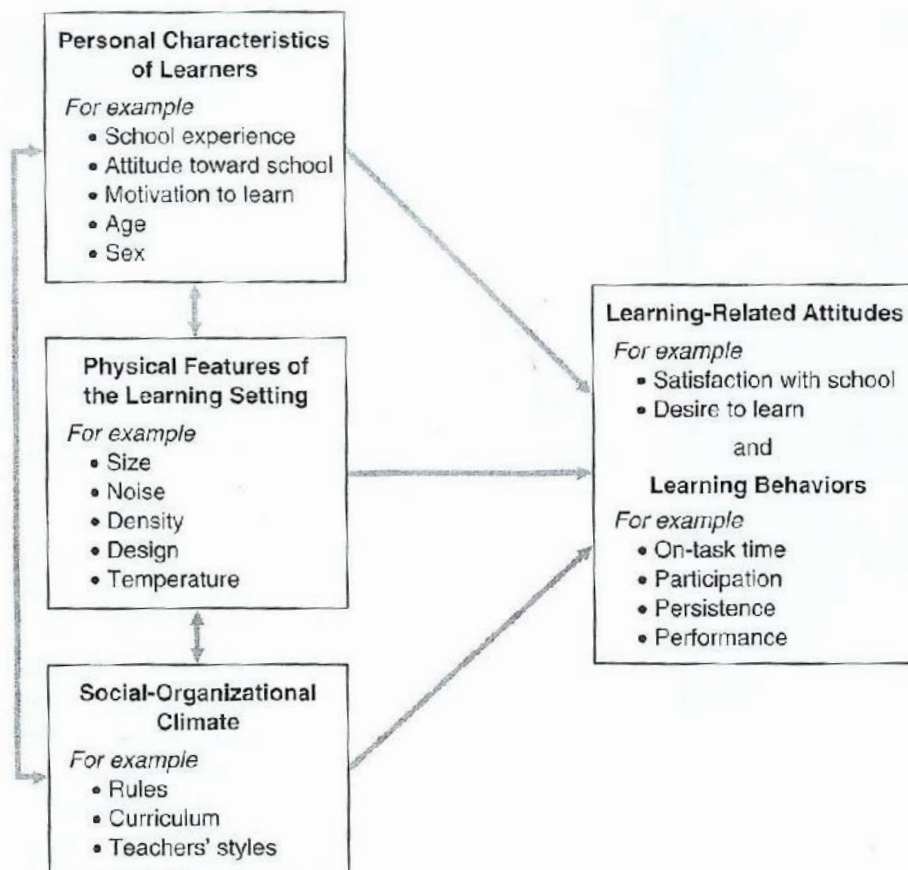 Personal Characteristics
of Learners
For example
• School experience
• Attitude toward school
• Motivation to learn
• Age
• Sex
Physical Features of
the Learning Setting
For example
• Size
• Noise
• Density
• Design
• Temperature
Social-Organizational
Climate
For example
• Rules
• Curriculum
• Teachers' styles
Learning-Related Attitudes
For example
• Satisfaction with school
• Desire to learn
and
Learning Behaviors
For example
• On-task time
• Participation
• Persistence
• Performance